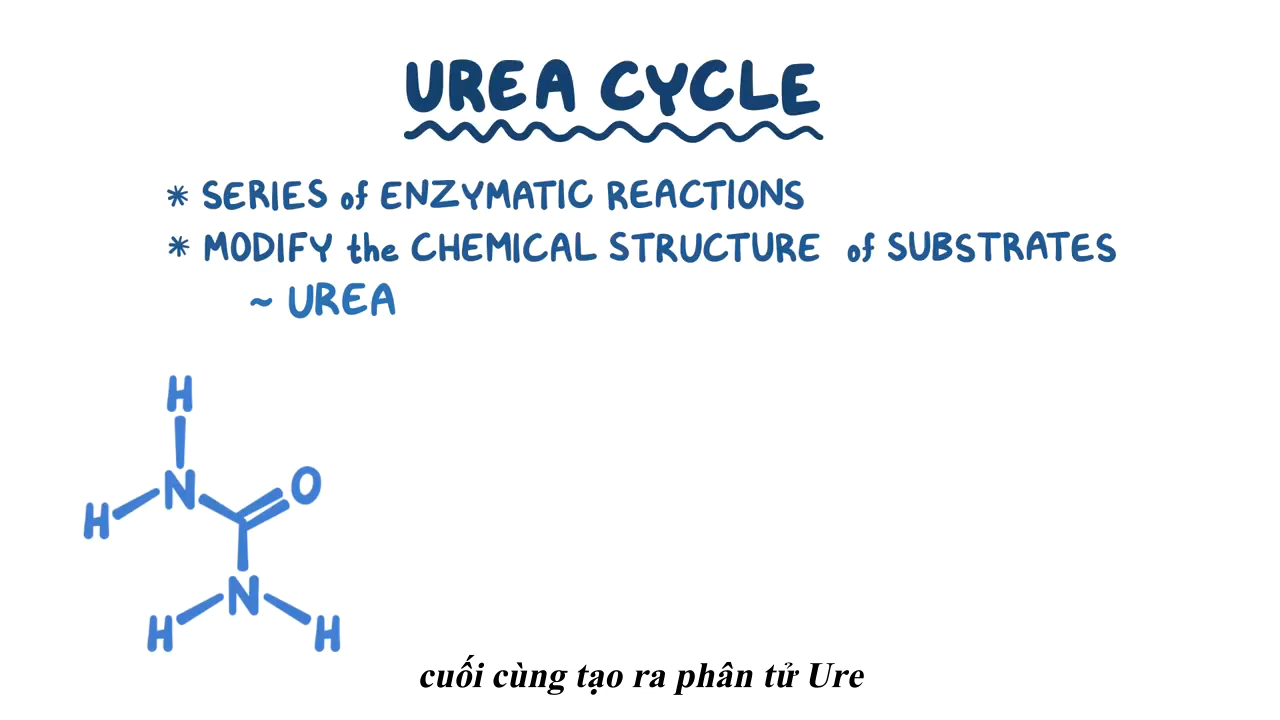 UREA CYCLE
* SERIES of ENZYMATIC REACTIONS
* MODIFY the CHEMICAL STRUCTURE of SUBSTRATES
~ UREA
H
N
O
H
N
H
H
cuối cùng tạo ra phân tử Ure